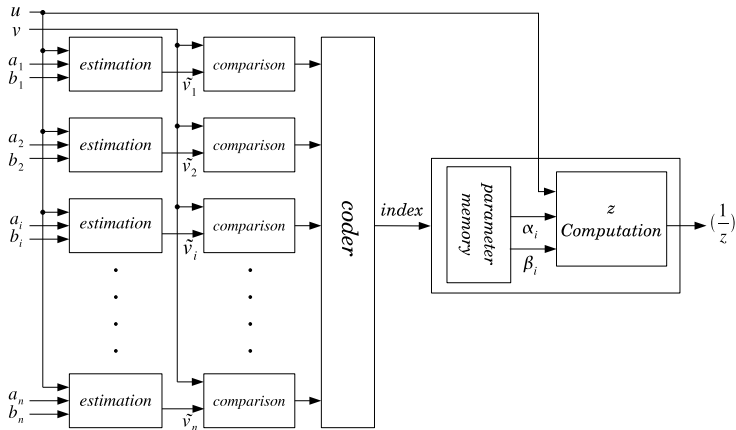 u
v
a₁
b₁
estimation
ṽ₁
comparison
a₂
b₂
estimation
ṽ₂
comparison
aᵢ
bᵢ
estimation
ṽᵢ
comparison
aₙ
bₙ
estimation
ṽₙ
comparison
coder
index
parameter
memory
αᵢ
βᵢ
z
Computation
(1/z)